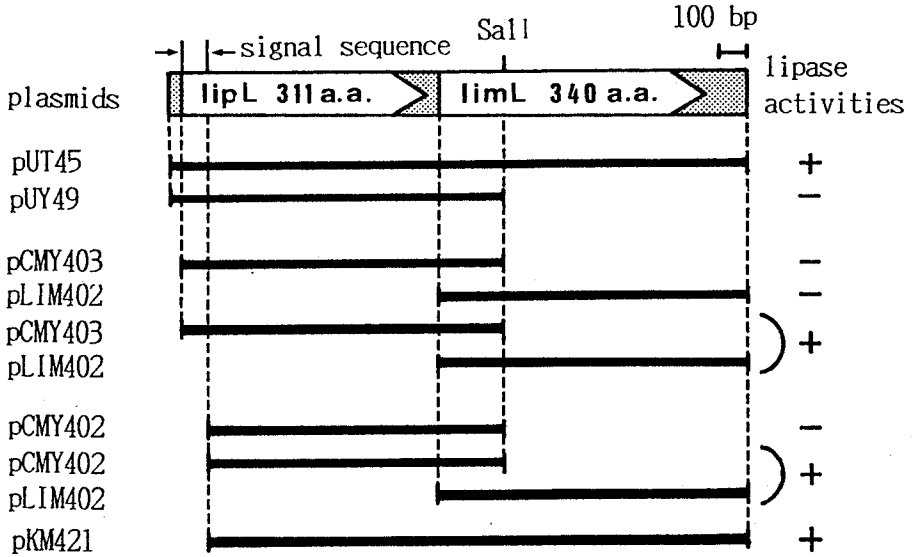 100 bp
signal sequence
SalI
plasmids
lipL 311 a.a.
limL 340 a.a.
lipase
activities
pUT45 +
pUY49 −
pCMY403 −
pLIM402 −
pCMY403
pLIM402 +
pCMY402 −
pCMY402
pLIM402 +
pKM421 +